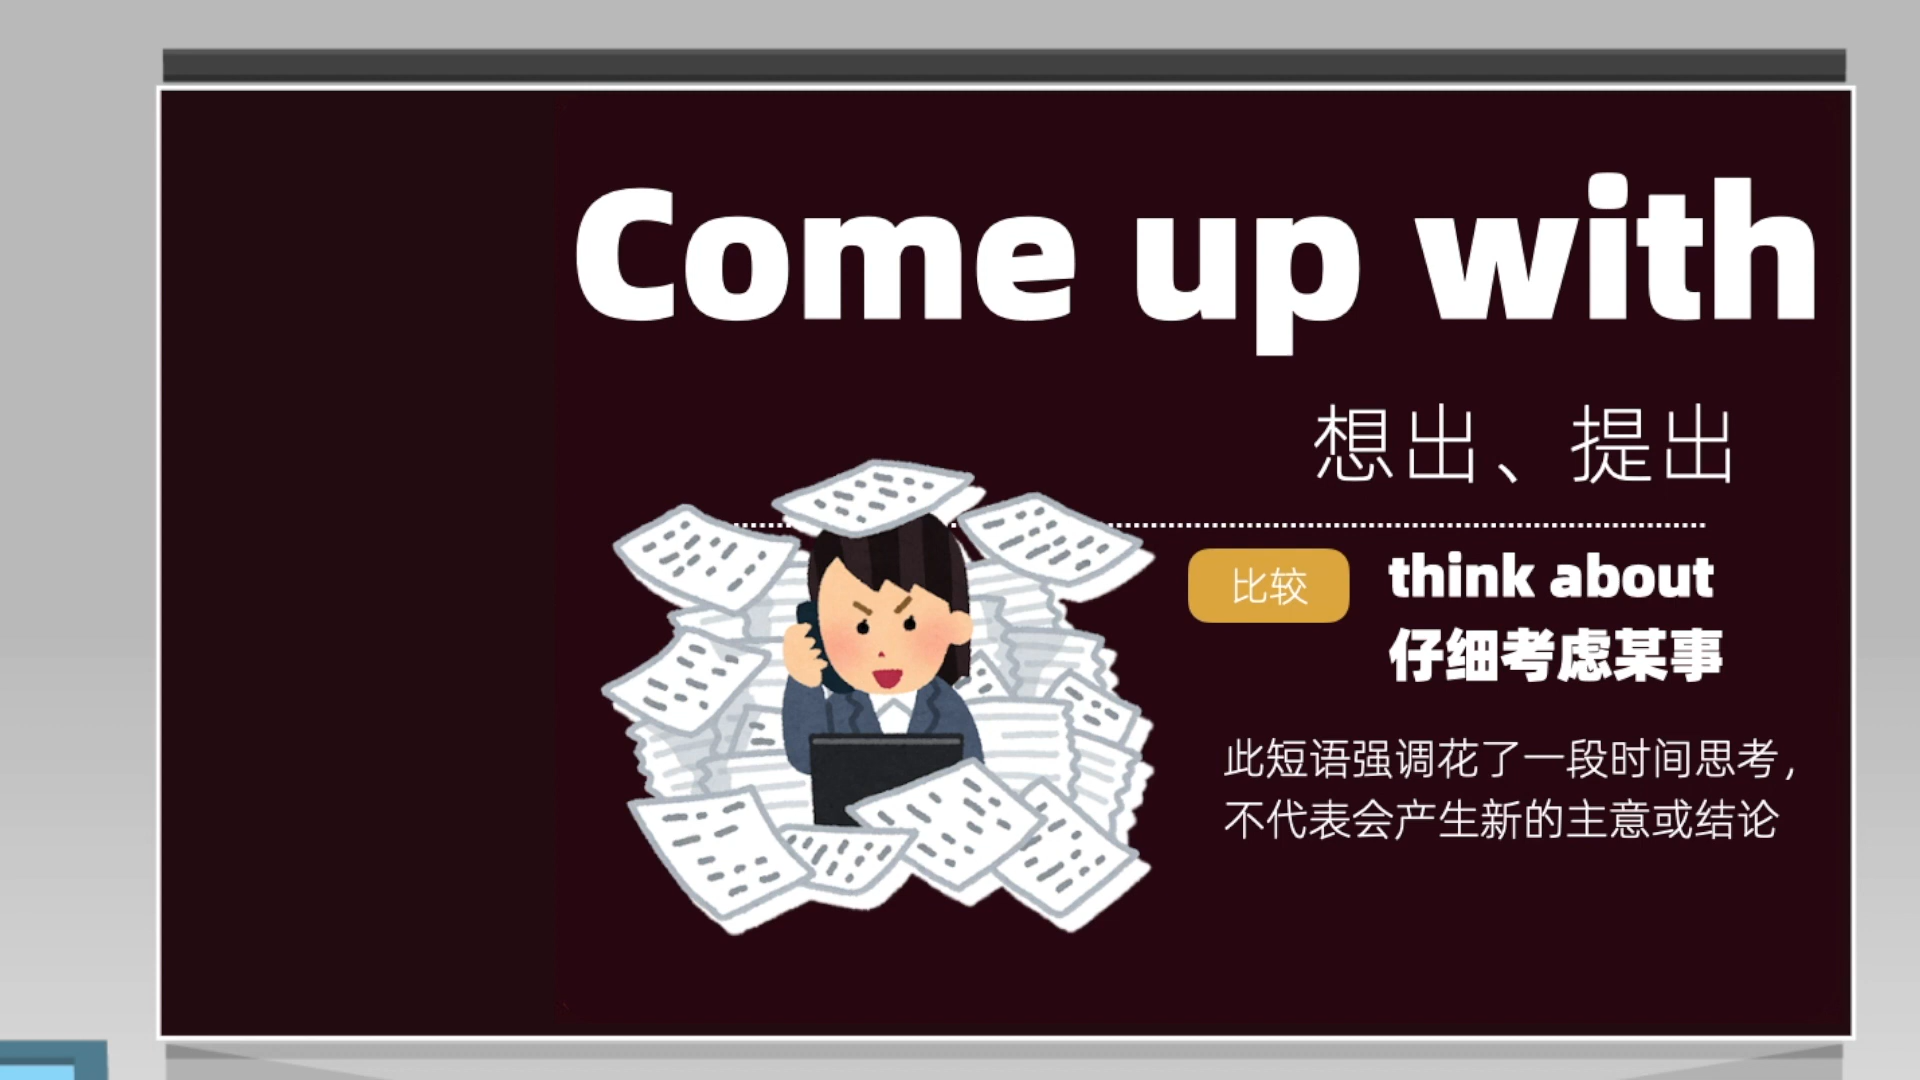 Come up with
想出、提出
比较
think about
仔细考虑某事
此短语强调花了一段时间思考，
不代表会产生新的主意或结论